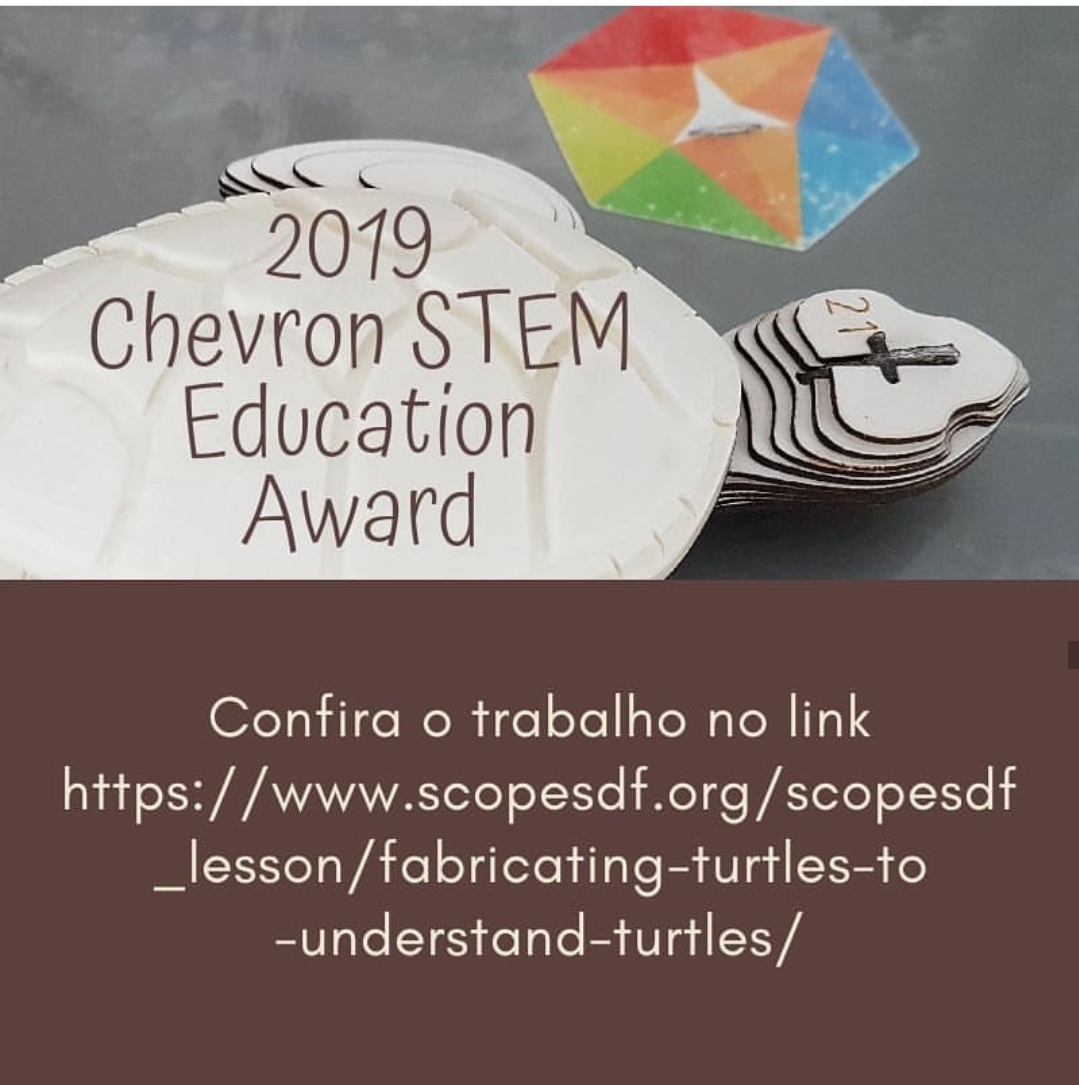 2019
Chevron STEM
Education
Award
21
Confira o trabalho no link
https://www.scopesdf.org/scopesdf
_lesson/fabricating-turtles-to
-understand-turtles/